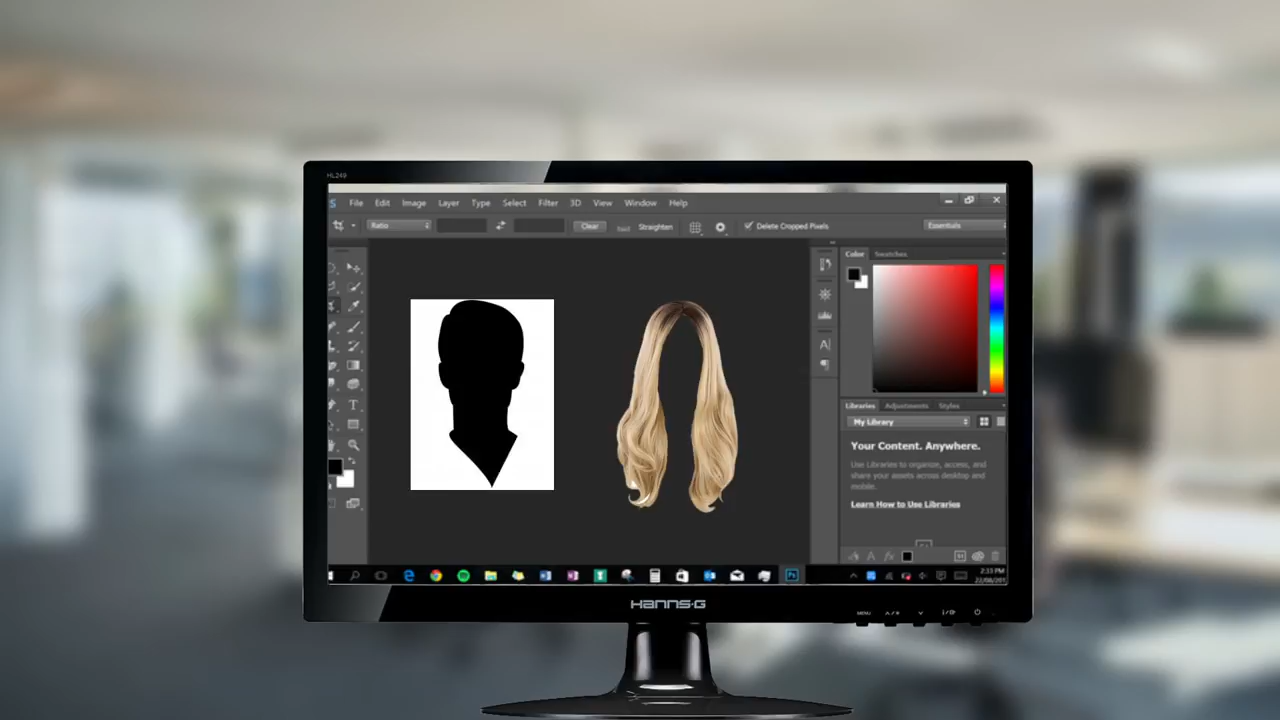 HL249
File Edit Image Layer Type Select Filter 3D View Window Help
Ratio Clear Straighten Delete Cropped Pixels Essentials
Color Swatches
Libraries Adjustments Styles
My Library
Your Content. Anywhere.
Use Libraries to organize, access, and
share your assets across desktop and
mobile.
Learn How to Use Libraries
2:33 PM
HANNS·G
MENU